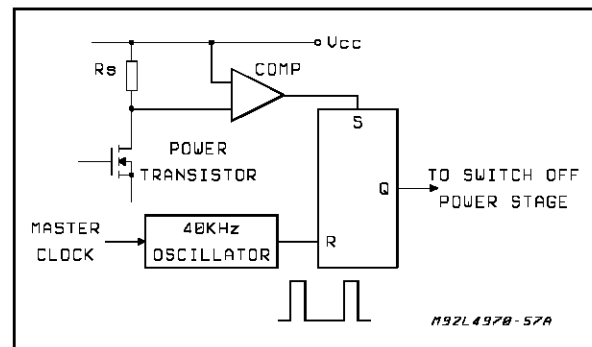 Vcc
Rs
COMP
S
POWER
TRANSISTOR
Q
TO SWITCH OFF
POWER STAGE
MASTER
CLOCK
40KHz
OSCILLATOR
R
M92L4970-57A